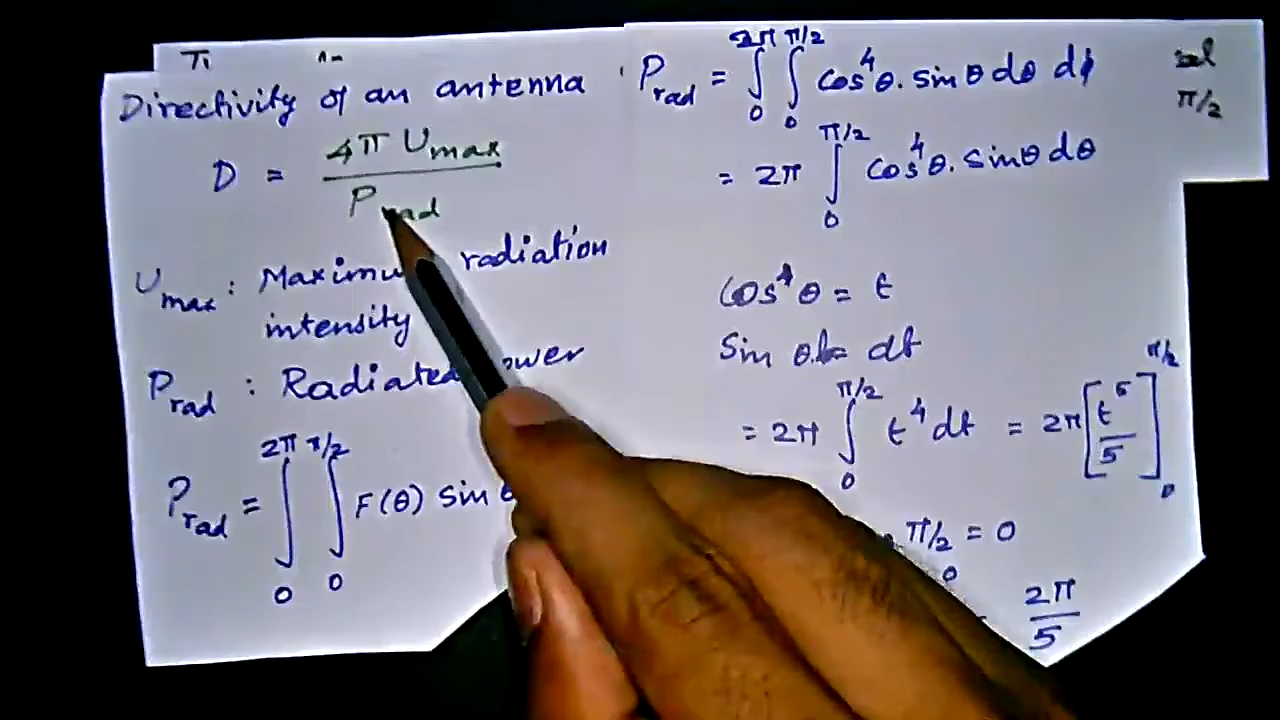 Directivity of an antenna
D = 4π Umax / Prad
Umax : Maximum radiation
intensity
Prad : Radiated power
Prad = ∫₀^2π ∫₀^π/2 F(θ) Sin θ
Prad = ∫₀^2π ∫₀^π/2 cos⁴θ. sin θ dθ dϕ
π/2
= 2π ∫₀^π/2 cos⁴θ. sinθ dθ
cos⁴θ = t
Sin θ. dt
= 2π ∫₀^π/2 t⁴ dt = 2π [t⁵/5]₀^π/2
π/2 = 0
0
2π/5